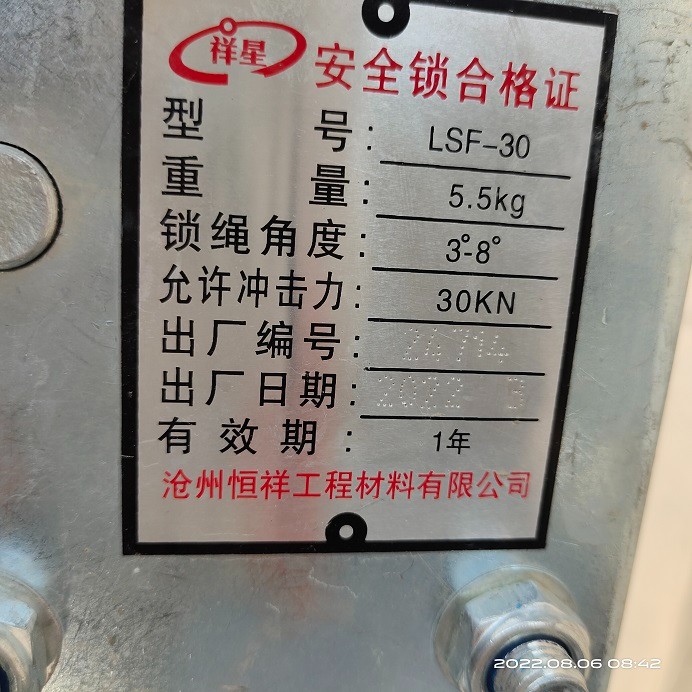 祥星 安全锁合格证
型 号: LSF-30
重 量: 5.5kg
锁绳角度: 3°-8°
允许冲击力: 30KN
出厂编号: 24714
出厂日期: 2022
有效期: 1年
沧州恒祥工程材料有限公司
2022.08.06 08:42